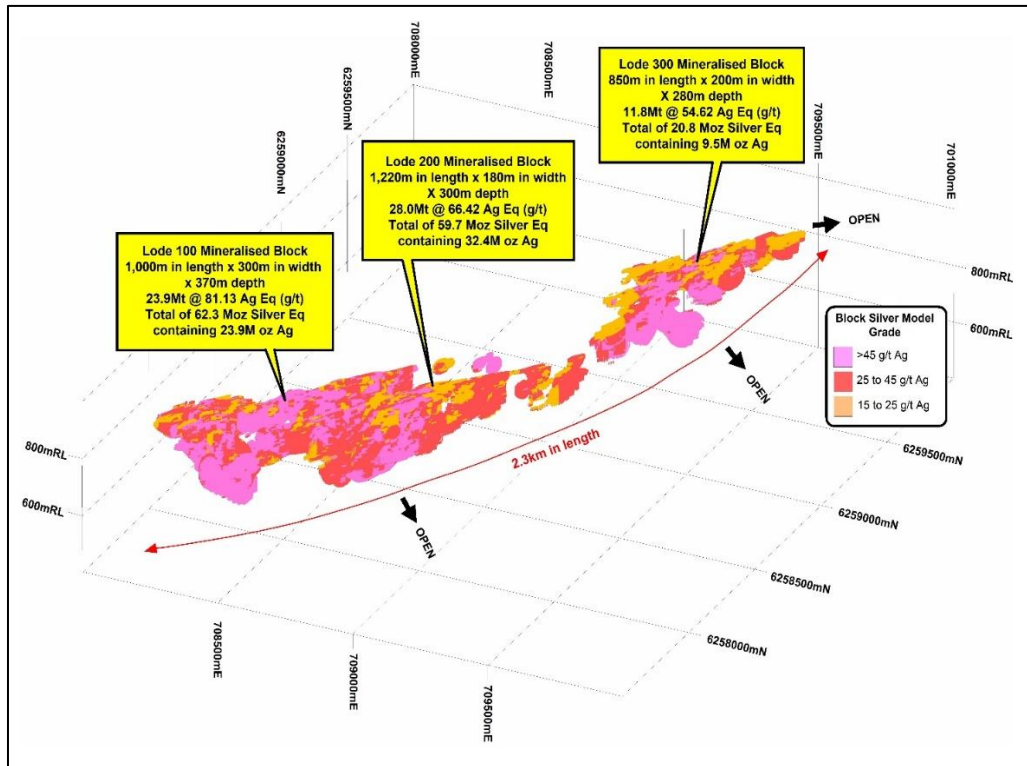 708000mE
708500mE
6259500mN
6259000mN
Lode 300 Mineralised Block
850m in length x 200m in width
X 280m depth
11.8Mt @ 54.62 Ag Eq (g/t)
Total of 20.8 Moz Silver Eq
containing 9.5M oz Ag
709500mE
701000mE
Lode 200 Mineralised Block
1,220m in length x 180m in width
X 300m depth
28.0Mt @ 66.42 Ag Eq (g/t)
Total of 59.7 Moz Silver Eq
containing 32.4M oz Ag
Lode 100 Mineralised Block
1,000m in length x 300m in width
x 370m depth
23.9Mt @ 81.13 Ag Eq (g/t)
Total of 62.3 Moz Silver Eq
containing 23.9M oz Ag
OPEN
800mRL
600mRL
Block Silver Model
Grade
>45 g/t Ag
25 to 45 g/t Ag
15 to 25 g/t Ag
OPEN
2.3km in length
800mRL
600mRL
OPEN
6259500mN
6259000mN
6258500mN
6258000mN
708500mE
709000mE
709500mE